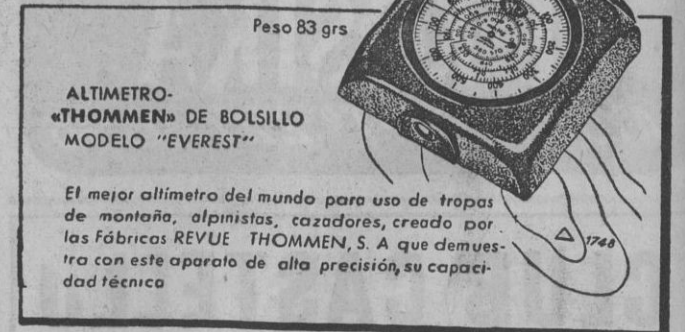 Peso 83 grs
ALTIMETRO-
«THOMMEN» DE BOLSILLO
MODELO "EVEREST"
El mejor altímetro del mundo para uso de tropas
de montaña, alpinistas, cazadores, creado por
las Fábricas REVUE THOMMEN, S. A que demues-
tra con este aparato de alta precisión, su capaci-
dad técnica
1748